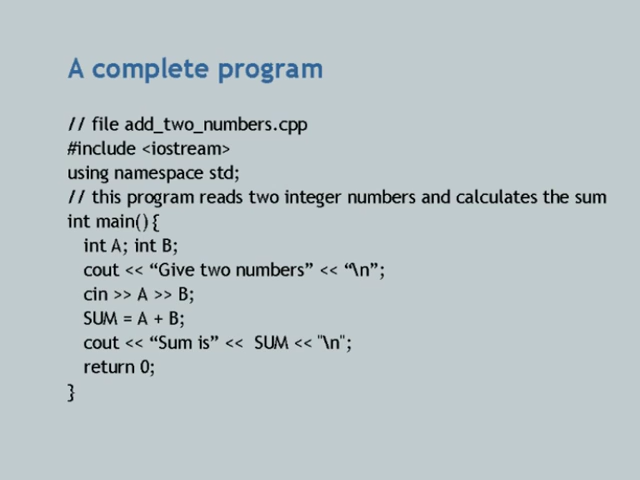 A complete program
// file add_two_numbers.cpp
#include <iostream>
using namespace std;
// this program reads two integer numbers and calculates the sum
int main() {
int A; int B;
cout << “Give two numbers” << “\n”;
cin >> A >> B;
SUM = A + B;
cout << “Sum is” <<  SUM << "\n";
return 0;
}